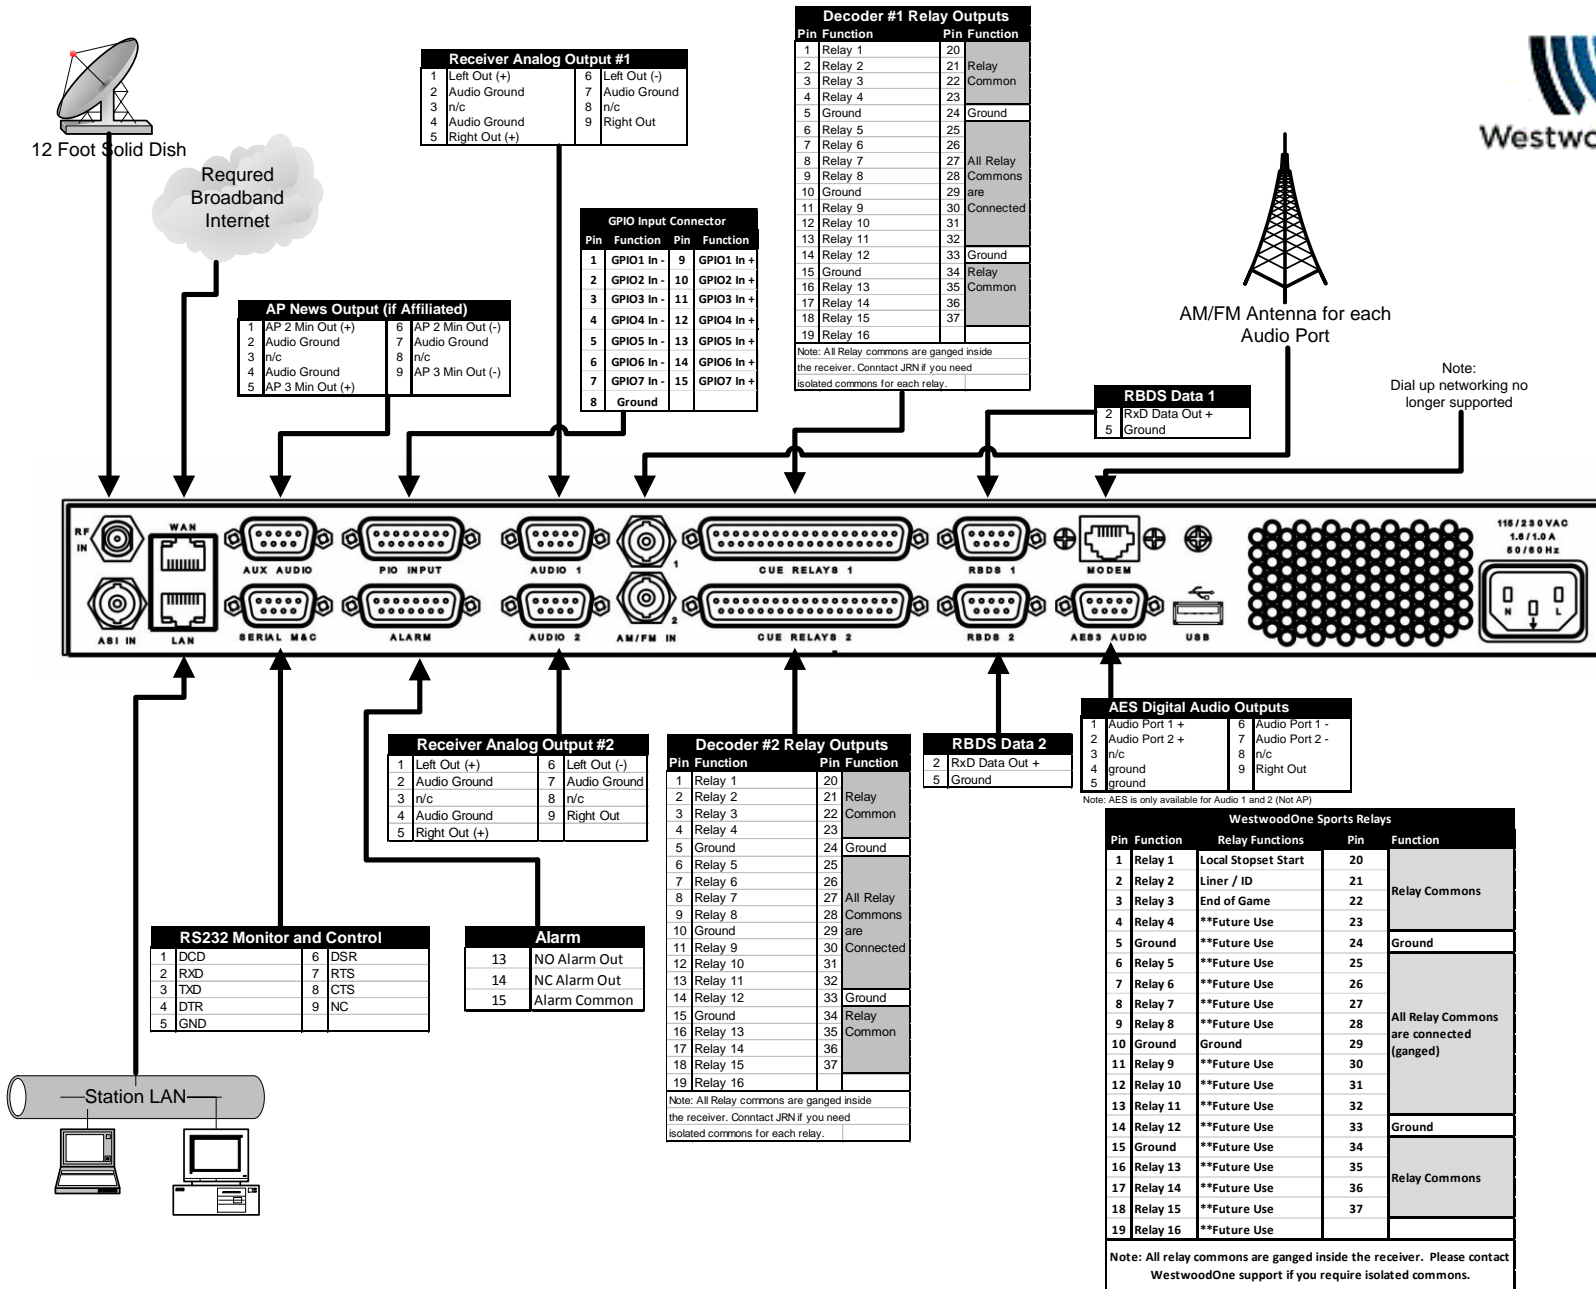 12 Foot Solid Dish
Requred
Broadband
Internet
Receiver Analog Output #1
1 Left Out (+) 6 Left Out (-)
2 Audio Ground 7 Audio Ground
3 n/c 8 n/c
4 Audio Ground 9 Right Out
5 Right Out (+)
Decoder #1 Relay Outputs
Pin Function Pin Function
1 Relay 1 20
2 Relay 2 21 Relay
3 Relay 3 22 Common
4 Relay 4 23
5 Ground 24 Ground
6 Relay 5 25
7 Relay 6 26
8 Relay 7 27 All Relay
9 Relay 8 28 Commons
10 Ground 29 are
11 Relay 9 30 Connected
12 Relay 10 31
13 Relay 11 32
14 Relay 12 33 Ground
15 Ground 34 Relay
16 Relay 13 35 Common
17 Relay 14 36
18 Relay 15 37
19 Relay 16
Note: All Relay commons are ganged inside
the receiver. Conntact JRN if you need
isolated commons for each relay.
GPIO Input Connector
Pin Function Pin Function
1 GPIO1 In - 9 GPIO1 In +
2 GPIO2 In - 10 GPIO2 In +
3 GPIO3 In - 11 GPIO3 In +
4 GPIO4 In - 12 GPIO4 In +
5 GPIO5 In - 13 GPIO5 In +
6 GPIO6 In - 14 GPIO6 In +
7 GPIO7 In - 15 GPIO7 In +
8 Ground
AP News Output (if Affiliated)
1 AP 2 Min Out (+) 6 AP 2 Min Out (-)
2 Audio Ground 7 Audio Ground
3 n/c 8 n/c
4 Audio Ground 9 AP 3 Min Out (-)
5 AP 3 Min Out (+)
AM/FM Antenna for each
Audio Port
RBDS Data 1
2 RxD Data Out +
5 Ground
Note:
Dial up networking no
longer supported
RF
IN
WAN
AUX AUDIO
PIO INPUT
AUDIO 1
1
CUE RELAYS 1
RBDS 1
MODEM
115/230 VAC
1.6/1.0 A
50/60 Hz
ASI IN
LAN
SERIAL M&C
ALARM
AUDIO 2
2
AM/FM IN
CUE RELAYS 2
RBDS 2
AES3 AUDIO
USB
N L
Receiver Analog Output #2
1 Left Out (+) 6 Left Out (-)
2 Audio Ground 7 Audio Ground
3 n/c 8 n/c
4 Audio Ground 9 Right Out
5 Right Out (+)
Decoder #2 Relay Outputs
Pin Function Pin Function
1 Relay 1 20
2 Relay 2 21 Relay
3 Relay 3 22 Common
4 Relay 4 23
5 Ground 24 Ground
6 Relay 5 25
7 Relay 6 26
8 Relay 7 27 All Relay
9 Relay 8 28 Commons
10 Ground 29 are
11 Relay 9 30 Connected
12 Relay 10 31
13 Relay 11 32
14 Relay 12 33 Ground
15 Ground 34 Relay
16 Relay 13 35 Common
17 Relay 14 36
18 Relay 15 37
19 Relay 16
Note: All Relay commons are ganged inside
the receiver. Conntact JRN if you need
isolated commons for each relay.
RBDS Data 2
2 RxD Data Out +
5 Ground
AES Digital Audio Outputs
1 Audio Port 1 + 6 Audio Port 1 -
2 Audio Port 2 + 7 Audio Port 2 -
3 n/c 8 n/c
4 ground 9 Right Out
5 ground
Note: AES is only available for Audio 1 and 2 (Not AP)
RS232 Monitor and Control
1 DCD 6 DSR
2 RXD 7 RTS
3 TXD 8 CTS
4 DTR 9 NC
5 GND
Alarm
13 NO Alarm Out
14 NC Alarm Out
15 Alarm Common
Station LAN
WestwoodOne Sports Relays
Pin Function Relay Functions Pin Function
1 Relay 1 Local Stopset Start 20
2 Relay 2 Liner / ID 21
Relay Commons
3 Relay 3 End of Game 22
4 Relay 4 **Future Use 23
5 Ground **Future Use 24 Ground
6 Relay 5 **Future Use 25
7 Relay 6 **Future Use 26
8 Relay 7 **Future Use 27
9 Relay 8 **Future Use 28
All Relay Commons
are connected
(ganged)
10 Ground Ground 29
11 Relay 9 **Future Use 30
12 Relay 10 **Future Use 31
13 Relay 11 **Future Use 32
14 Relay 12 **Future Use 33 Ground
15 Ground **Future Use 34
16 Relay 13 **Future Use 35
Relay Commons
17 Relay 14 **Future Use 36
18 Relay 15 **Future Use 37
19 Relay 16 **Future Use
Note: All relay commons are ganged inside the receiver. Please contact
WestwoodOne support if you require isolated commons.